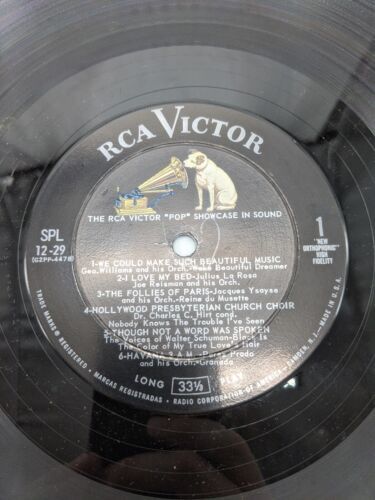 RCA VICTOR
THE RCA VICTOR "POP" SHOWCASE IN SOUND
SPL
12-29
(G2PP-4478)
1
"NEW
ORTHOPHONIC"
HIGH
FIDELITY
1-WE COULD MAKE SUCH BEAUTIFUL MUSIC
Geo. Williams and his Orch.-Wake Beautiful Dreamer
2-I LOVE MY BED-Julius La Rosa
Joe Reisman and his Orch.
3-THE FOLLIES OF PARIS-Jacques Ysaye
and his Orch.-Reine du Musette
4-HOLLYWOOD PRESBYTERIAN CHURCH CHOIR
Dr. Charles C. Hirt cond.
Nobody Knows The Trouble I've Seen
5-THOUGH NOT A WORD WAS SPOKEN
The Voices of Walter Schuman-Black Is
The Color of My True Love's Hair
6-HAVANA 3 A.M.-Perez Prado
and his Orch.-Granada
LONG 33⅓ PLAY
TRADE MARKS ® REGISTERED • MARCAS REGISTRADAS • RADIO CORPORATION OF AMERICA, CAMDEN, N.J. MADE IN U.S.A.